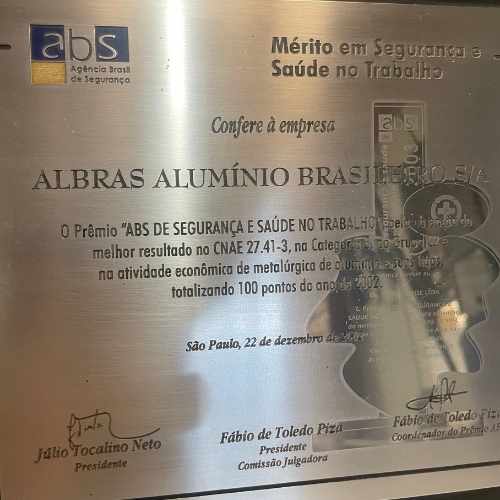 abs
Agência Brasil
de Segurança
Mérito em Segurança e
Saúde no Trabalho
abs
Confere à empresa
ALBRAS ALUMÍNIO BRASILEIRO S/A
O Prêmio "ABS DE SEGURANÇA E SAÚDE NO TRABALHO"
melhor resultado no CNAE 27.41-3, na Categoria
na atividade econômica de metalúrgica de
totalizando 100 pontos do ano de 2002.
São Paulo, 22 de dezembro de
Júlio Tocalino Neto
Presidente
Fábio de Toledo Piza
Presidente
Comissão Julgadora
Fábio de Toledo Piza
Coordenador do Prêmio